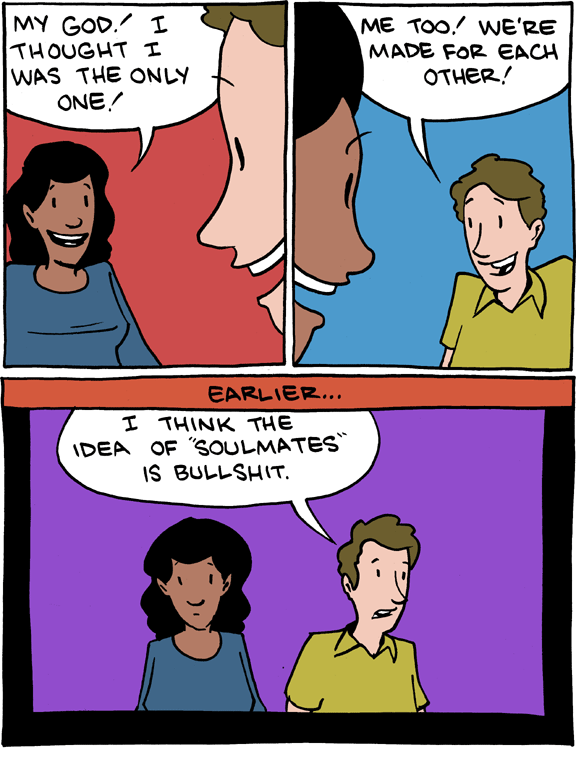 MY GOD! I
THOUGHT I
WAS THE ONLY
ONE!
ME TOO! WE'RE
MADE FOR EACH
OTHER!
EARLIER...
I THINK THE
IDEA OF "SOULMATES"
IS BULLSHIT.